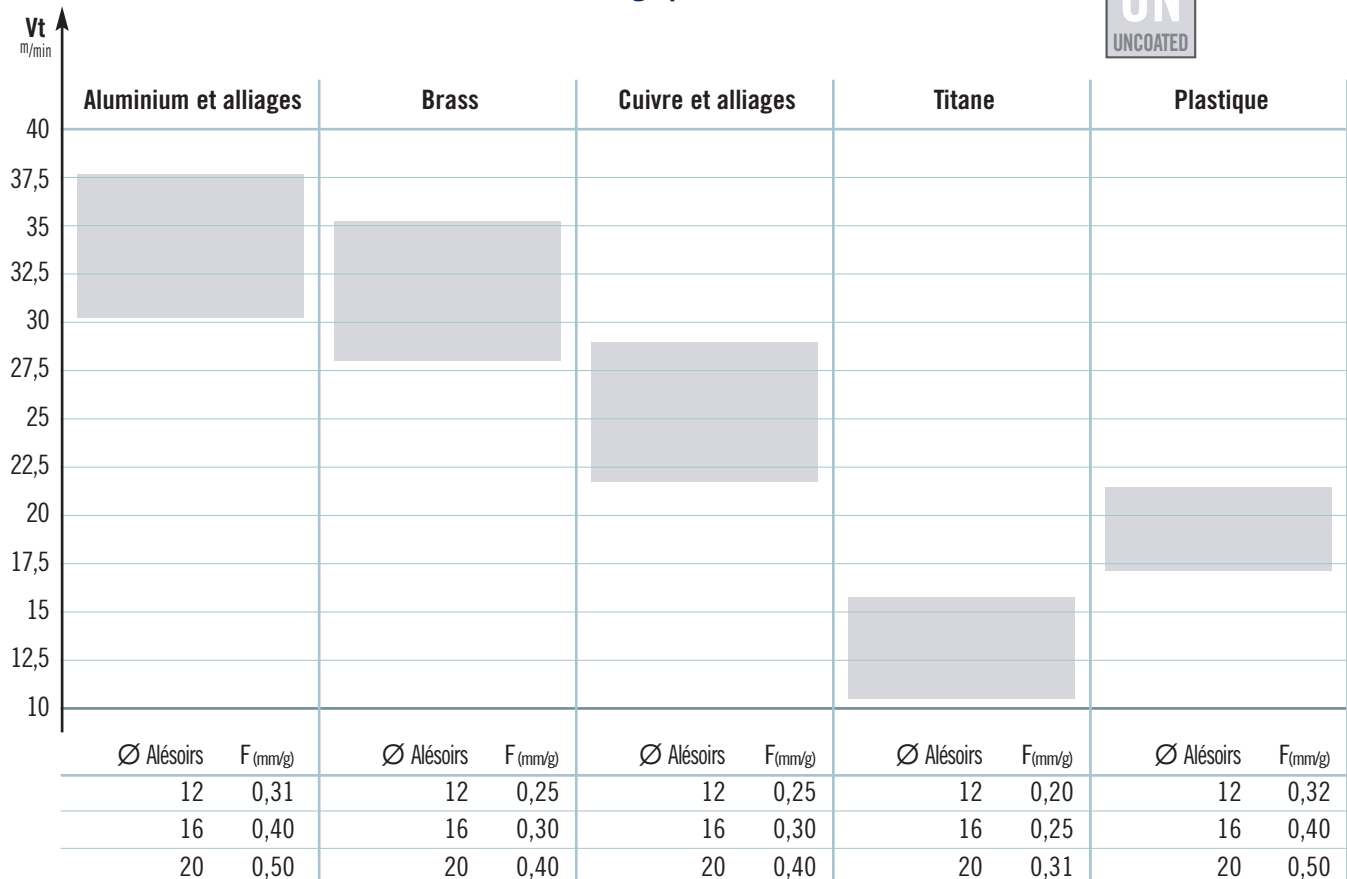 UNCOATED
Vt
m/min
Aluminium et alliages Brass Cuivre et alliages Titane Plastique
40
37,5
35
32,5
30
27,5
25
22,5
20
17,5
15
12,5
10
Ø Alésoirs F (mm/g) Ø Alésoirs F (mm/g) Ø Alésoirs F(mm/g) Ø Alésoirs F(mm/g) Ø Alésoirs F(mm/g)
12 0,31 12 0,25 12 0,25 12 0,20 12 0,32
16 0,40 16 0,30 16 0,30 16 0,25 16 0,40
20 0,50 20 0,40 20 0,40 20 0,31 20 0,50